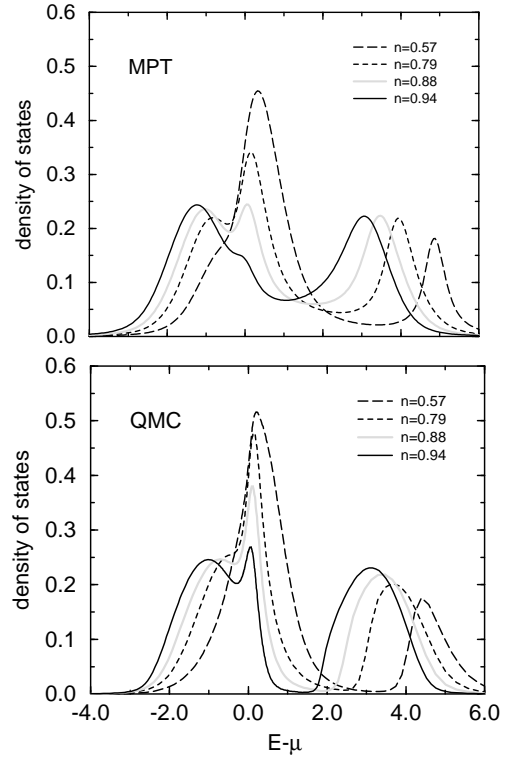 0.6
0.5
0.4
0.3
0.2
0.1
0.0
density of states
MPT
n=0.57
n=0.79
n=0.88
n=0.94
0.6
0.5
0.4
0.3
0.2
0.1
0.0
density of states
QMC
n=0.57
n=0.79
n=0.88
n=0.94
-4.0 -2.0 0.0 2.0 4.0 6.0
E-μ